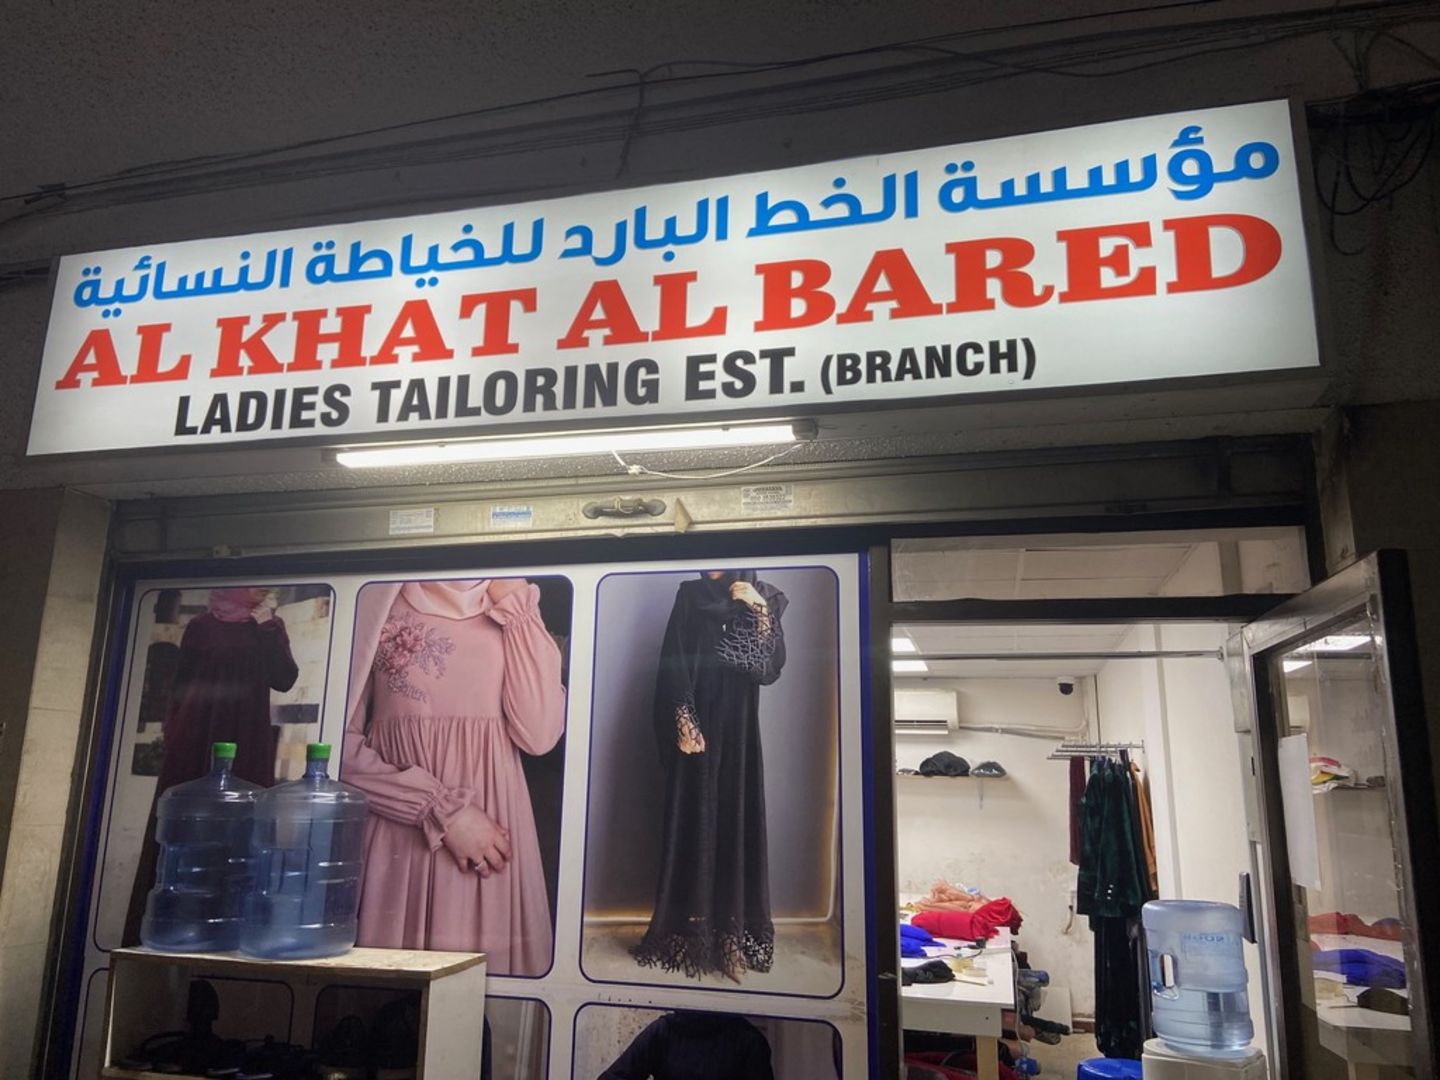 مؤسسة الخط البارد للخياطة النسائية
AL KHAT AL BARED
LADIES TAILORING EST. (BRANCH)